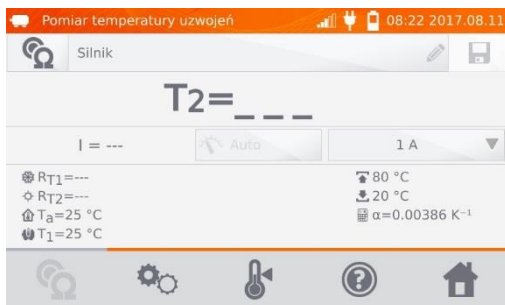 Pomiar temperatury uzwojeń 08:22 2017.08.11
Silnik
T2=_ _ _
I = --- Auto 1 A
RT1=--- 80 °C
RT2=--- 20 °C
Ta=25 °C α=0.00386 K⁻¹
T1=25 °C